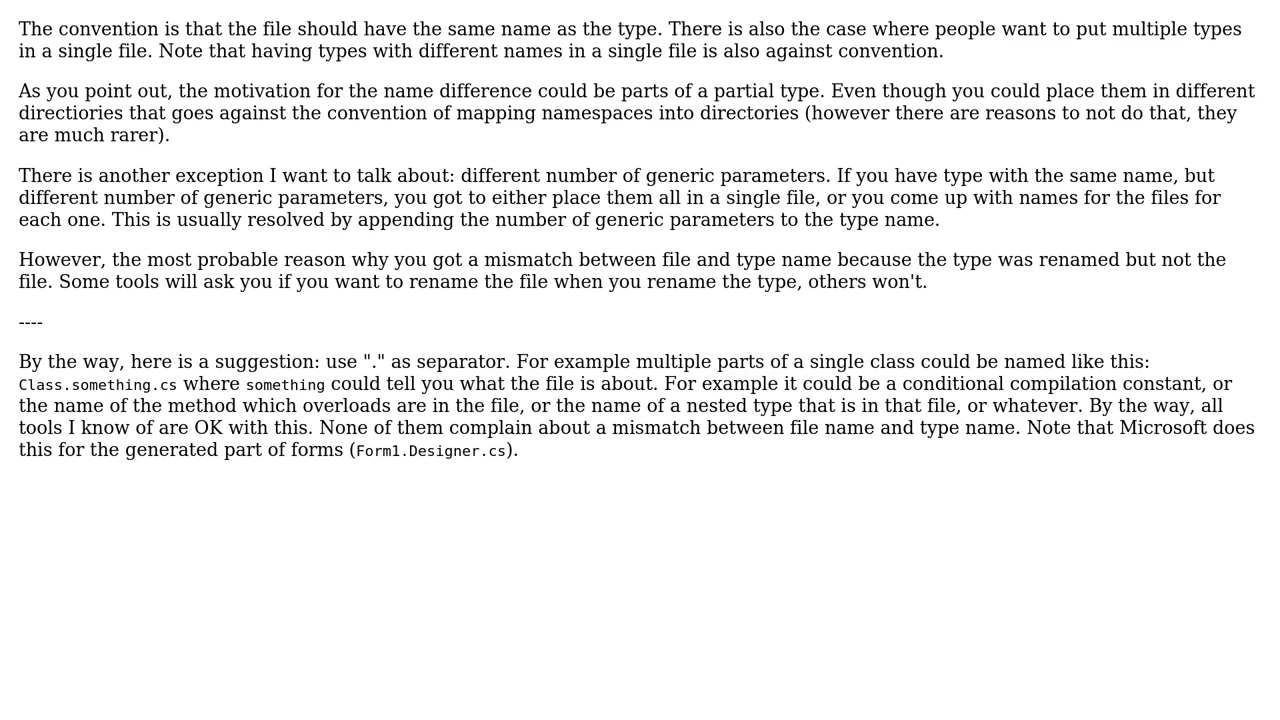 The convention is that the file should have the same name as the type. There is also the case where people want to put multiple types
in a single file. Note that having types with different names in a single file is also against convention.
As you point out, the motivation for the name difference could be parts of a partial type. Even though you could place them in different
directiories that goes against the convention of mapping namespaces into directories (however there are reasons to not do that, they
are much rarer).
There is another exception I want to talk about: different number of generic parameters. If you have type with the same name, but
different number of generic parameters, you got to either place them all in a single file, or you come up with names for the files for
each one. This is usually resolved by appending the number of generic parameters to the type name.
However, the most probable reason why you got a mismatch between file and type name because the type was renamed but not the
file. Some tools will ask you if you want to rename the file when you rename the type, others won't.
----
By the way, here is a suggestion: use "." as separator. For example multiple parts of a single class could be named like this:
Class.something.cs where something could tell you what the file is about. For example it could be a conditional compilation constant, or
the name of the method which overloads are in the file, or the name of a nested type that is in that file, or whatever. By the way, all
tools I know of are OK with this. None of them complain about a mismatch between file name and type name. Note that Microsoft does
this for the generated part of forms (Form1.Designer.cs).